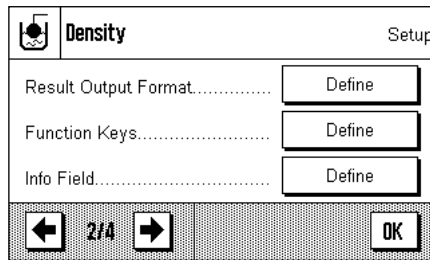 Density Setup
Result Output Format............... Define
Function Keys......................... Define
Info Field................................. Define
2/4 OK